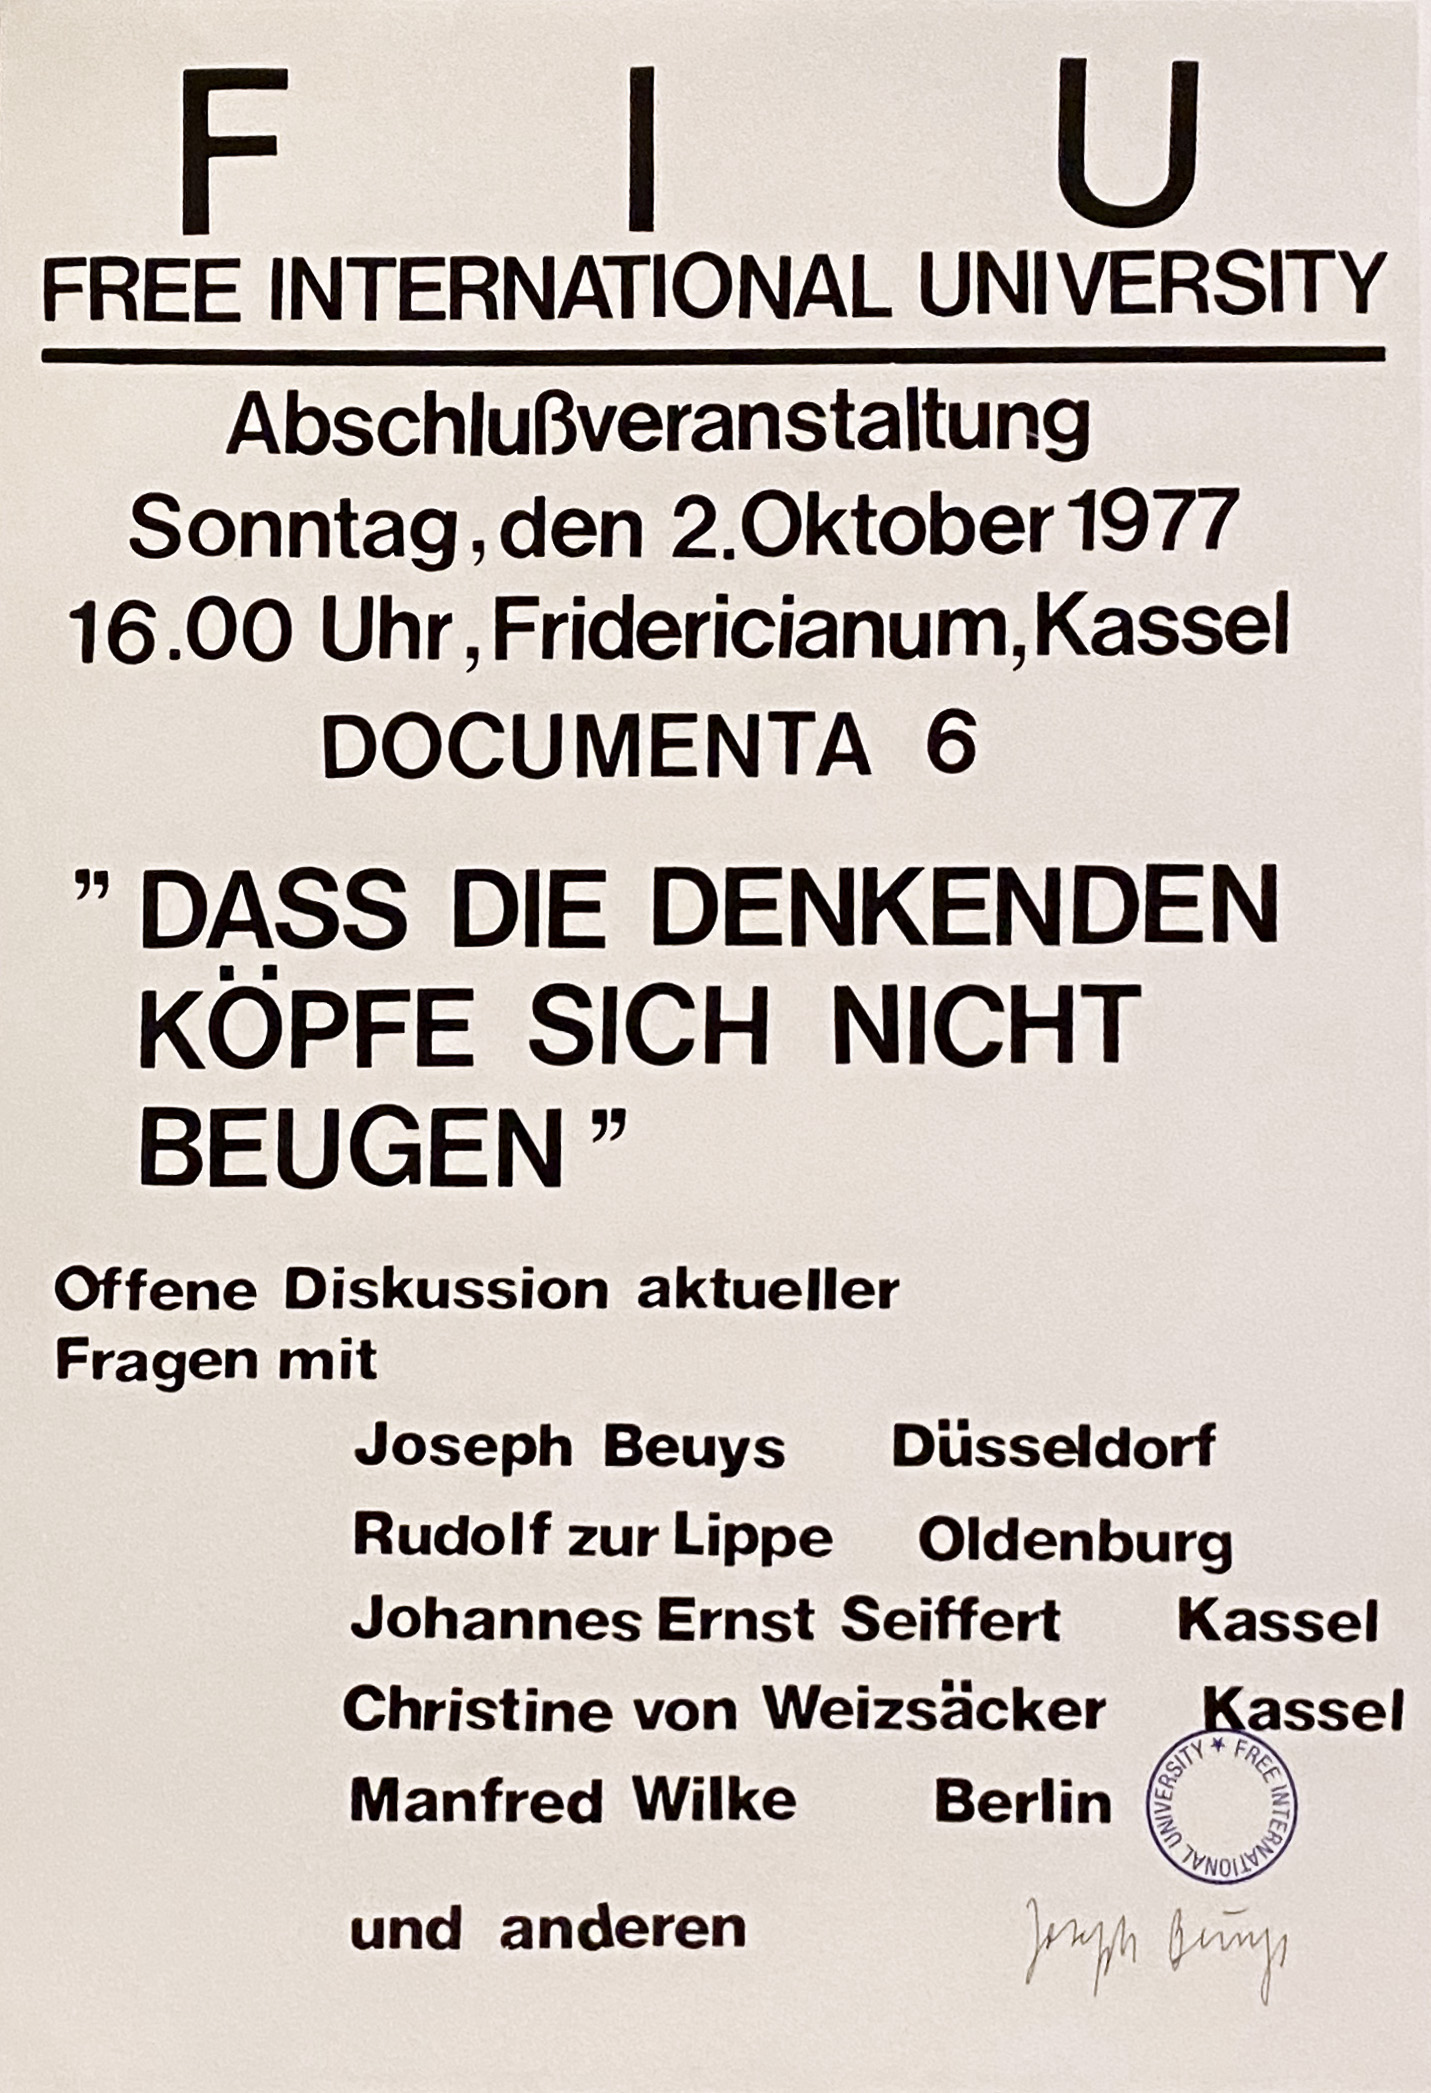 F I U
FREE INTERNATIONAL UNIVERSITY
Abschlußveranstaltung
Sonntag, den 2. Oktober 1977
16.00 Uhr, Fridericianum, Kassel
DOCUMENTA 6
" DASS DIE DENKENDEN
KÖPFE SICH NICHT
BEUGEN "
Offene Diskussion aktueller
Fragen mit
Joseph Beuys Düsseldorf
Rudolf zur Lippe Oldenburg
Johannes Ernst Seiffert Kassel
Christine von Weizsäcker Kassel
Manfred Wilke Berlin
FREE INTERNATIONAL UNIVERSITY
und anderen
Joseph Beuys